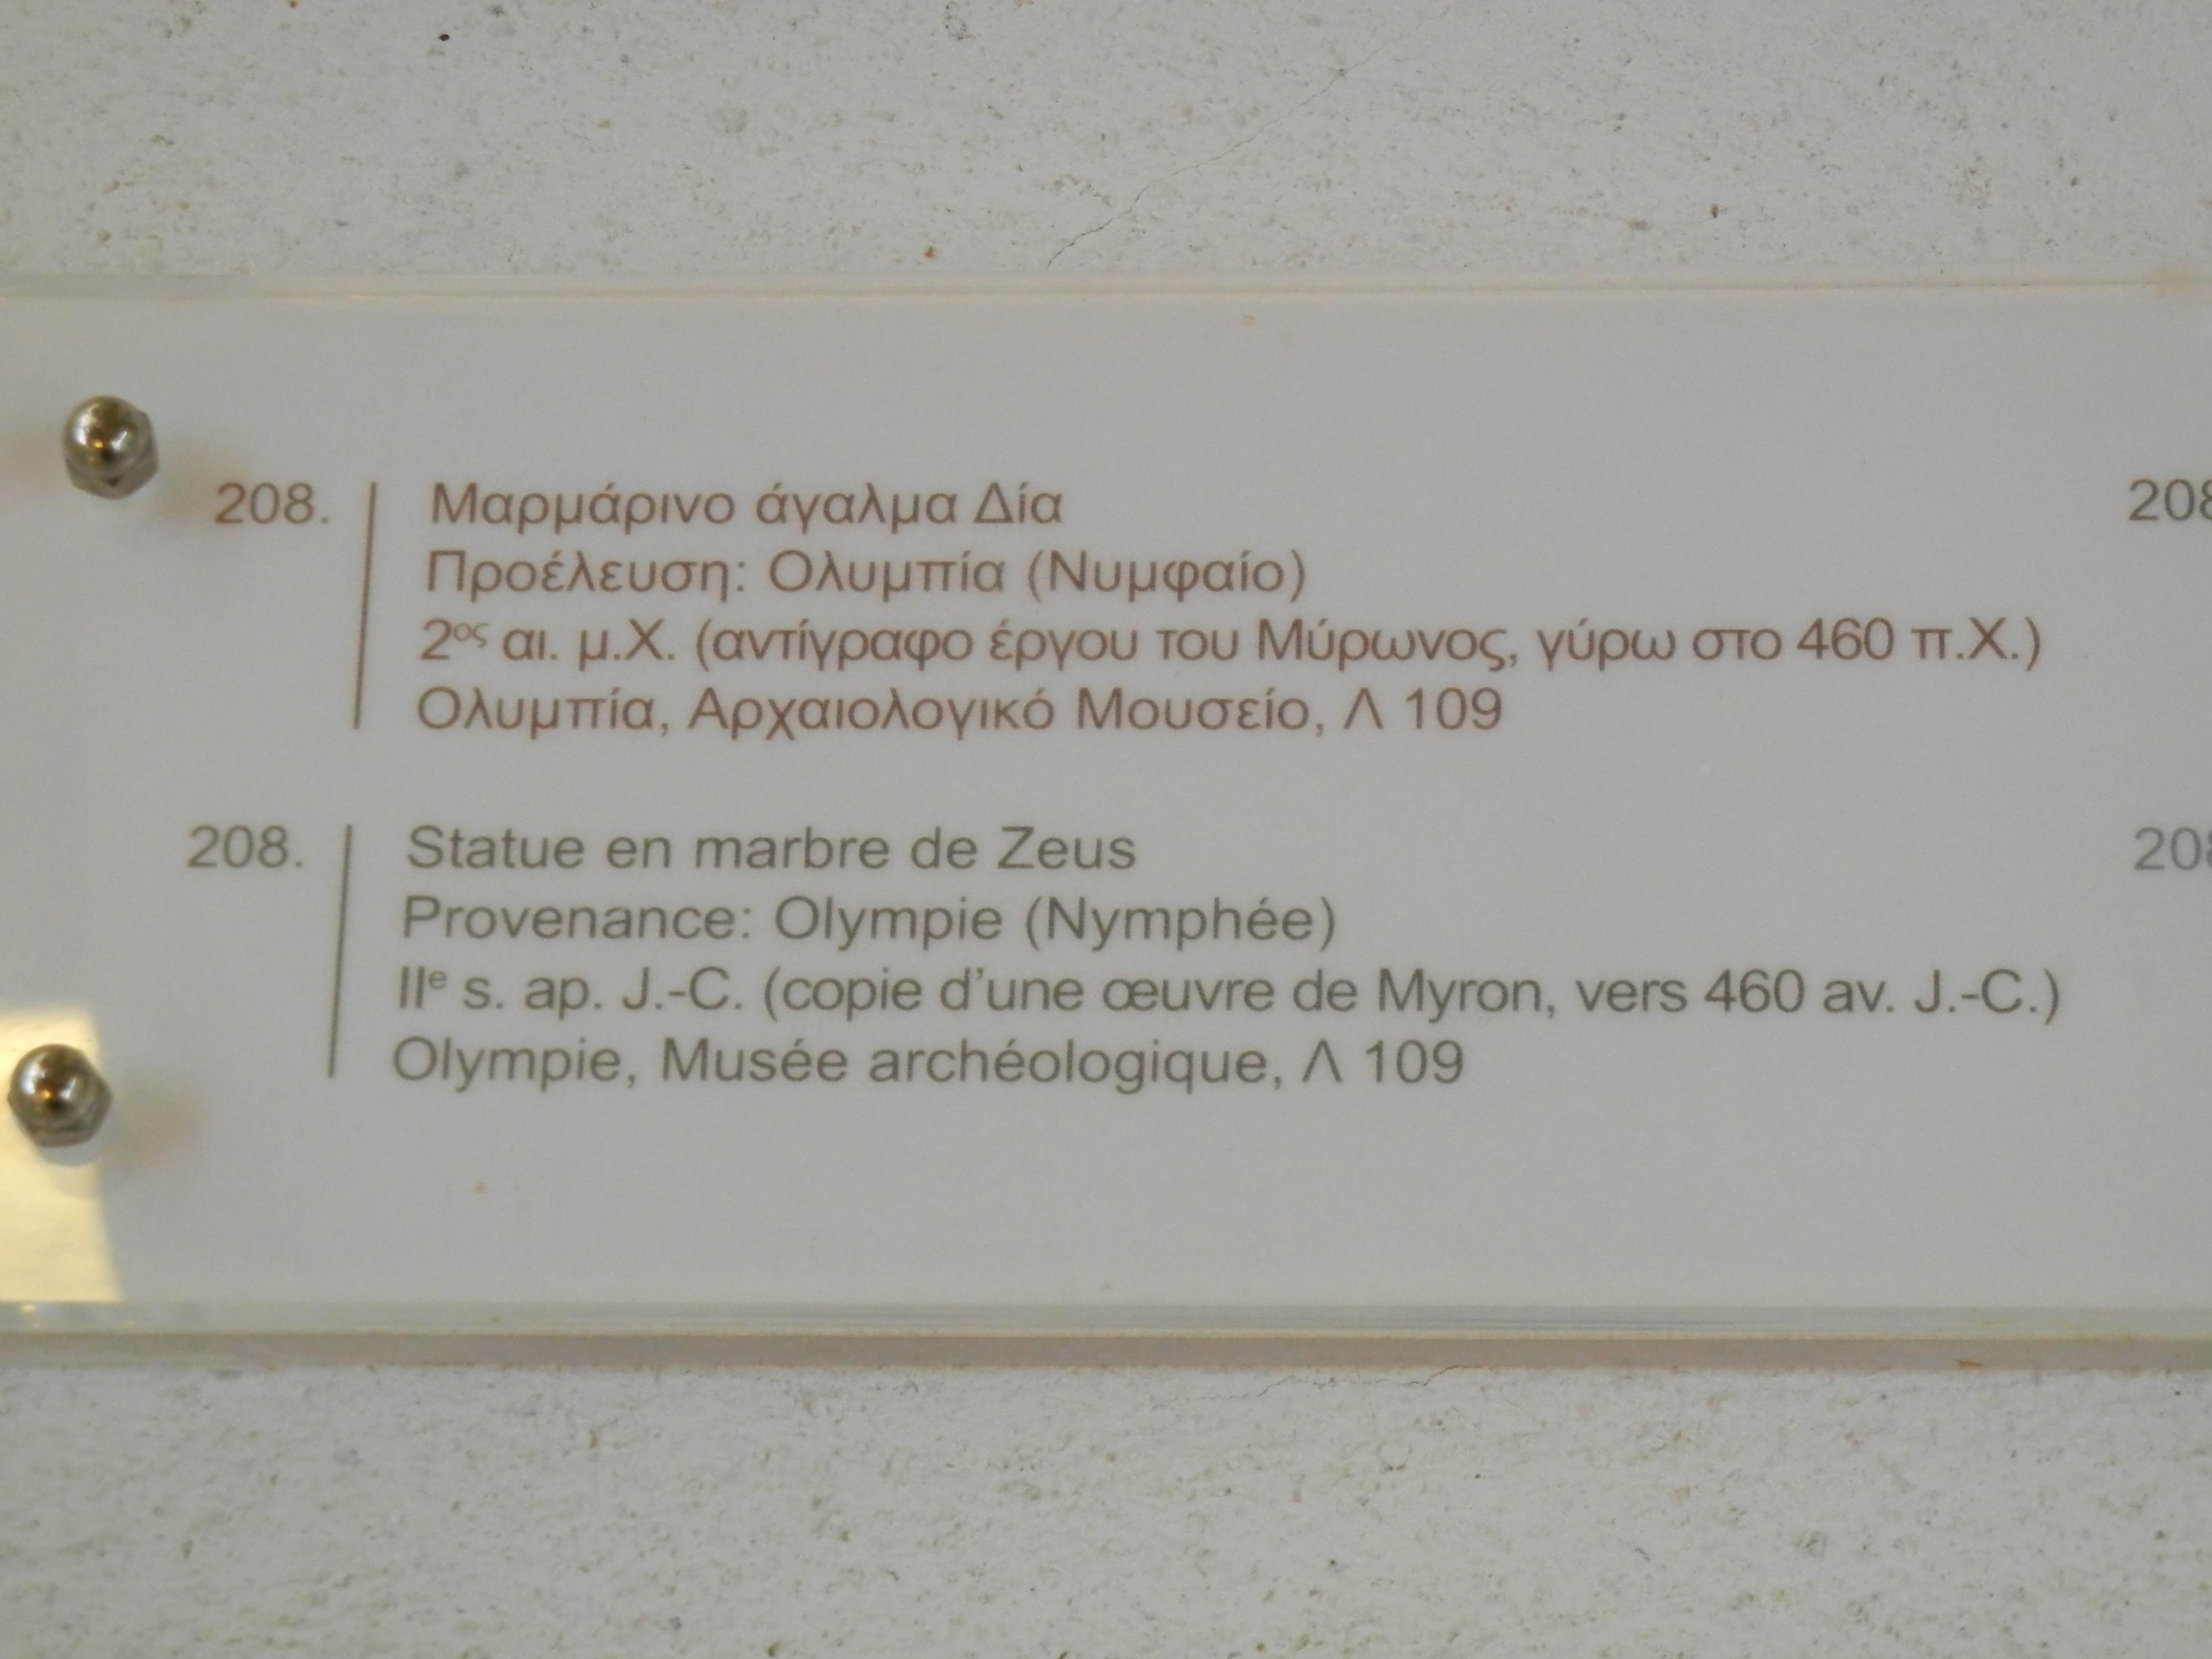 208. Μαρμάρινο άγαλμα Δία
Προέλευση: Ολυμπία (Νυμφαίο)
2ος αι. μ.Χ. (αντίγραφο έργου του Μύρωνος, γύρω στο 460 π.Χ.)
Ολυμπία, Αρχαιολογικό Μουσείο, Λ 109
208. Statue en marbre de Zeus
Provenance: Olympie (Nymphée)
IIe s. ap. J.-C. (copie d’une œuvre de Myron, vers 460 av. J.-C.)
Olympie, Musée archéologique, Λ 109